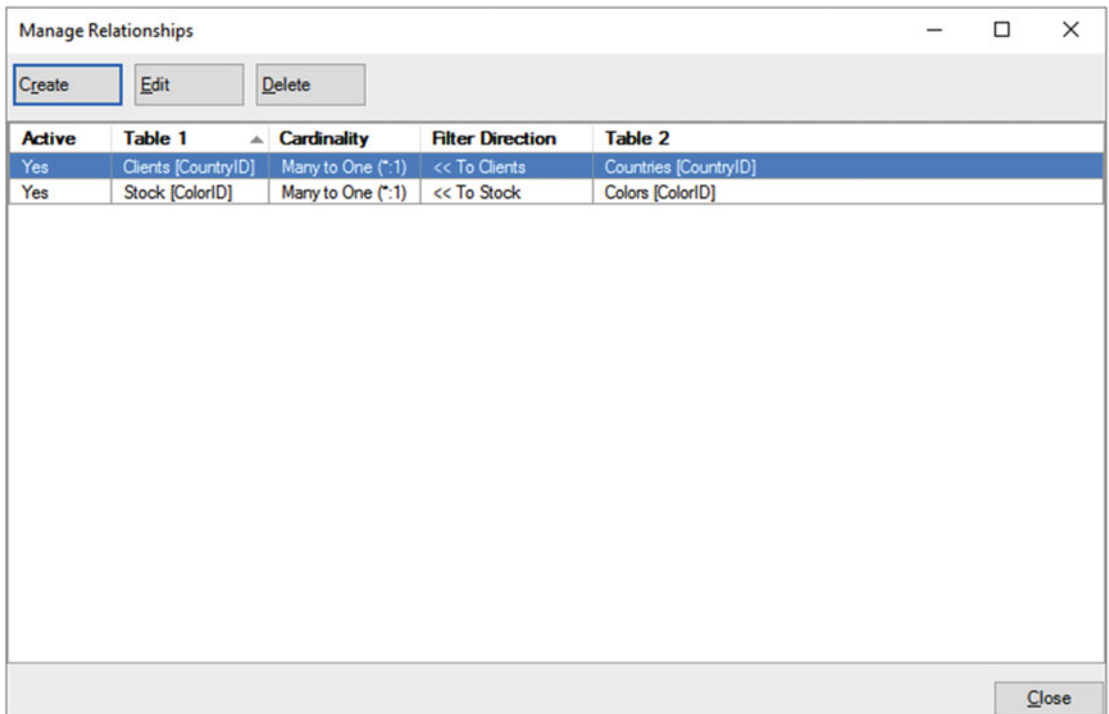 Manage Relationships
Create Edit Delete
Active Table 1 Cardinality Filter Direction Table 2
Yes Clients [CountryID] Many to One (*:1) << To Clients Countries [CountryID]
Yes Stock [ColorID] Many to One (*:1) << To Stock Colors [ColorID]
Close